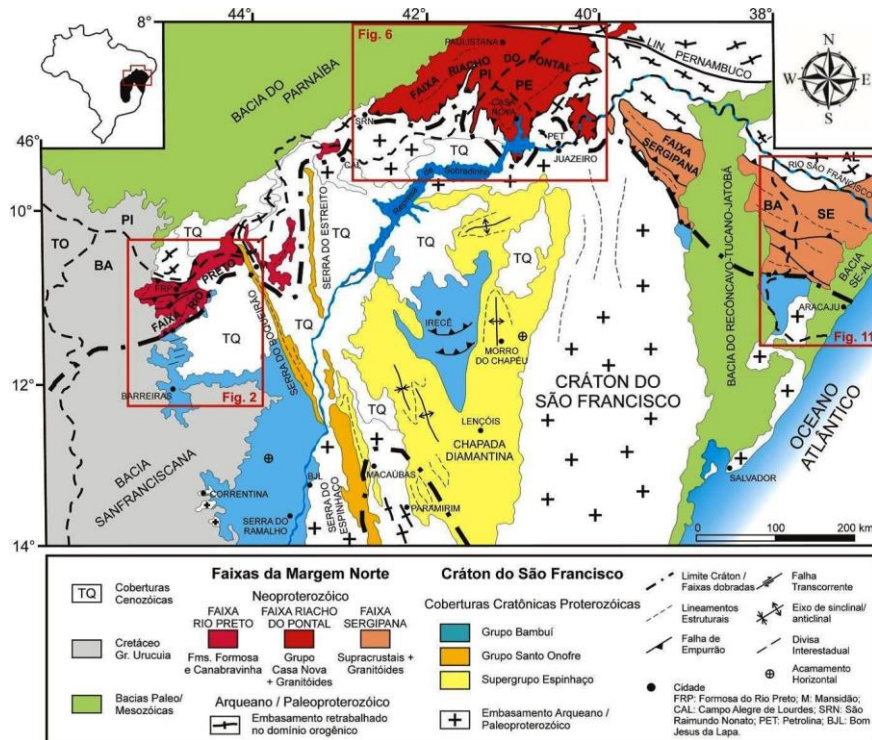 44°
42°
40°
38°
8°
Fig. 6
PAULISTANA
LIN. PERNAMBUCO
N
W
E
S
BACIA DO PARNAÍBA
FAIXA RIACHO DO PONTAL
PI
PE
CASA NOVA
SRN
PET
JUAZEIRO
46°
CAL
TQ
TQ
Represa de Sobradinho
FAIXA SERGIPANA
RIO SÃO FRANCISCO
AL
10°
PI
TO
BA
TQ
TQ
SERRA DO ESTREITO
TQ
TQ
BA
SE
FRP
M
FAIXA RIO PRETO
TQ
TQ
SERRA DO BOQUEIRÃO
IRECÊ
MORRO DO CHAPÉU
BACIA DO RECÔNCAVO-TUCANO-JATOBÁ
BACIA SE-AL
ARACAJU
Fig. 11
12°
BARREIRAS
Fig. 2
CRÁTON DO
SÃO FRANCISCO
LENÇÓIS
CHAPADA
DIAMANTINA
TQ
OCEANO
ATLÂNTICO
BACIA
SANFRANCISCANA
CORRENTINA
SERRA DO
RAMALHO
BJL
SERRA DO
ESPINHAÇO
MACAÚBAS
PARAMIRIM
SALVADOR
0 100 200 km
14°
Faixas da Margem Norte
Cráton do São Francisco
TQ
Coberturas
Cenozóicas
Neoproterozóico
FAIXA
RIO PRETO
FAIXA RIACHO
DO PONTAL
FAIXA
SERGIPANA
Fms. Formosa
e Canabravinha
Grupo
Casa Nova
+ Granitóides
Supracrustais +
Granitóides
Cretáceo
Gr. Urucuia
Bacias Paleo/
Mesozóicas
Arqueano / Paleoproterozóico
Embasamento retrabalhado
no domínio orogênico
Coberturas Cratônicas Proterozóicas
Grupo Bambuí
Grupo Santo Onofre
Supergrupo Espinhaço
Embasamento Arqueano /
Paleoproterozóico
Limite Cráton /
Faixas dobradas
Lineamentos
Estruturais
Falha de
Empurrão
Falha
Transcorrente
Eixo de sinclinal/
anticlinal
Divisa
Interestadual
Acamamento
Horizontal
Cidade
FRP: Formosa do Rio Preto; M: Mansidão;
CAL: Campo Alegre de Lourdes; SRN: São
Raimundo Nonato; PET: Petrolina; BJL: Bom
Jesus da Lapa.